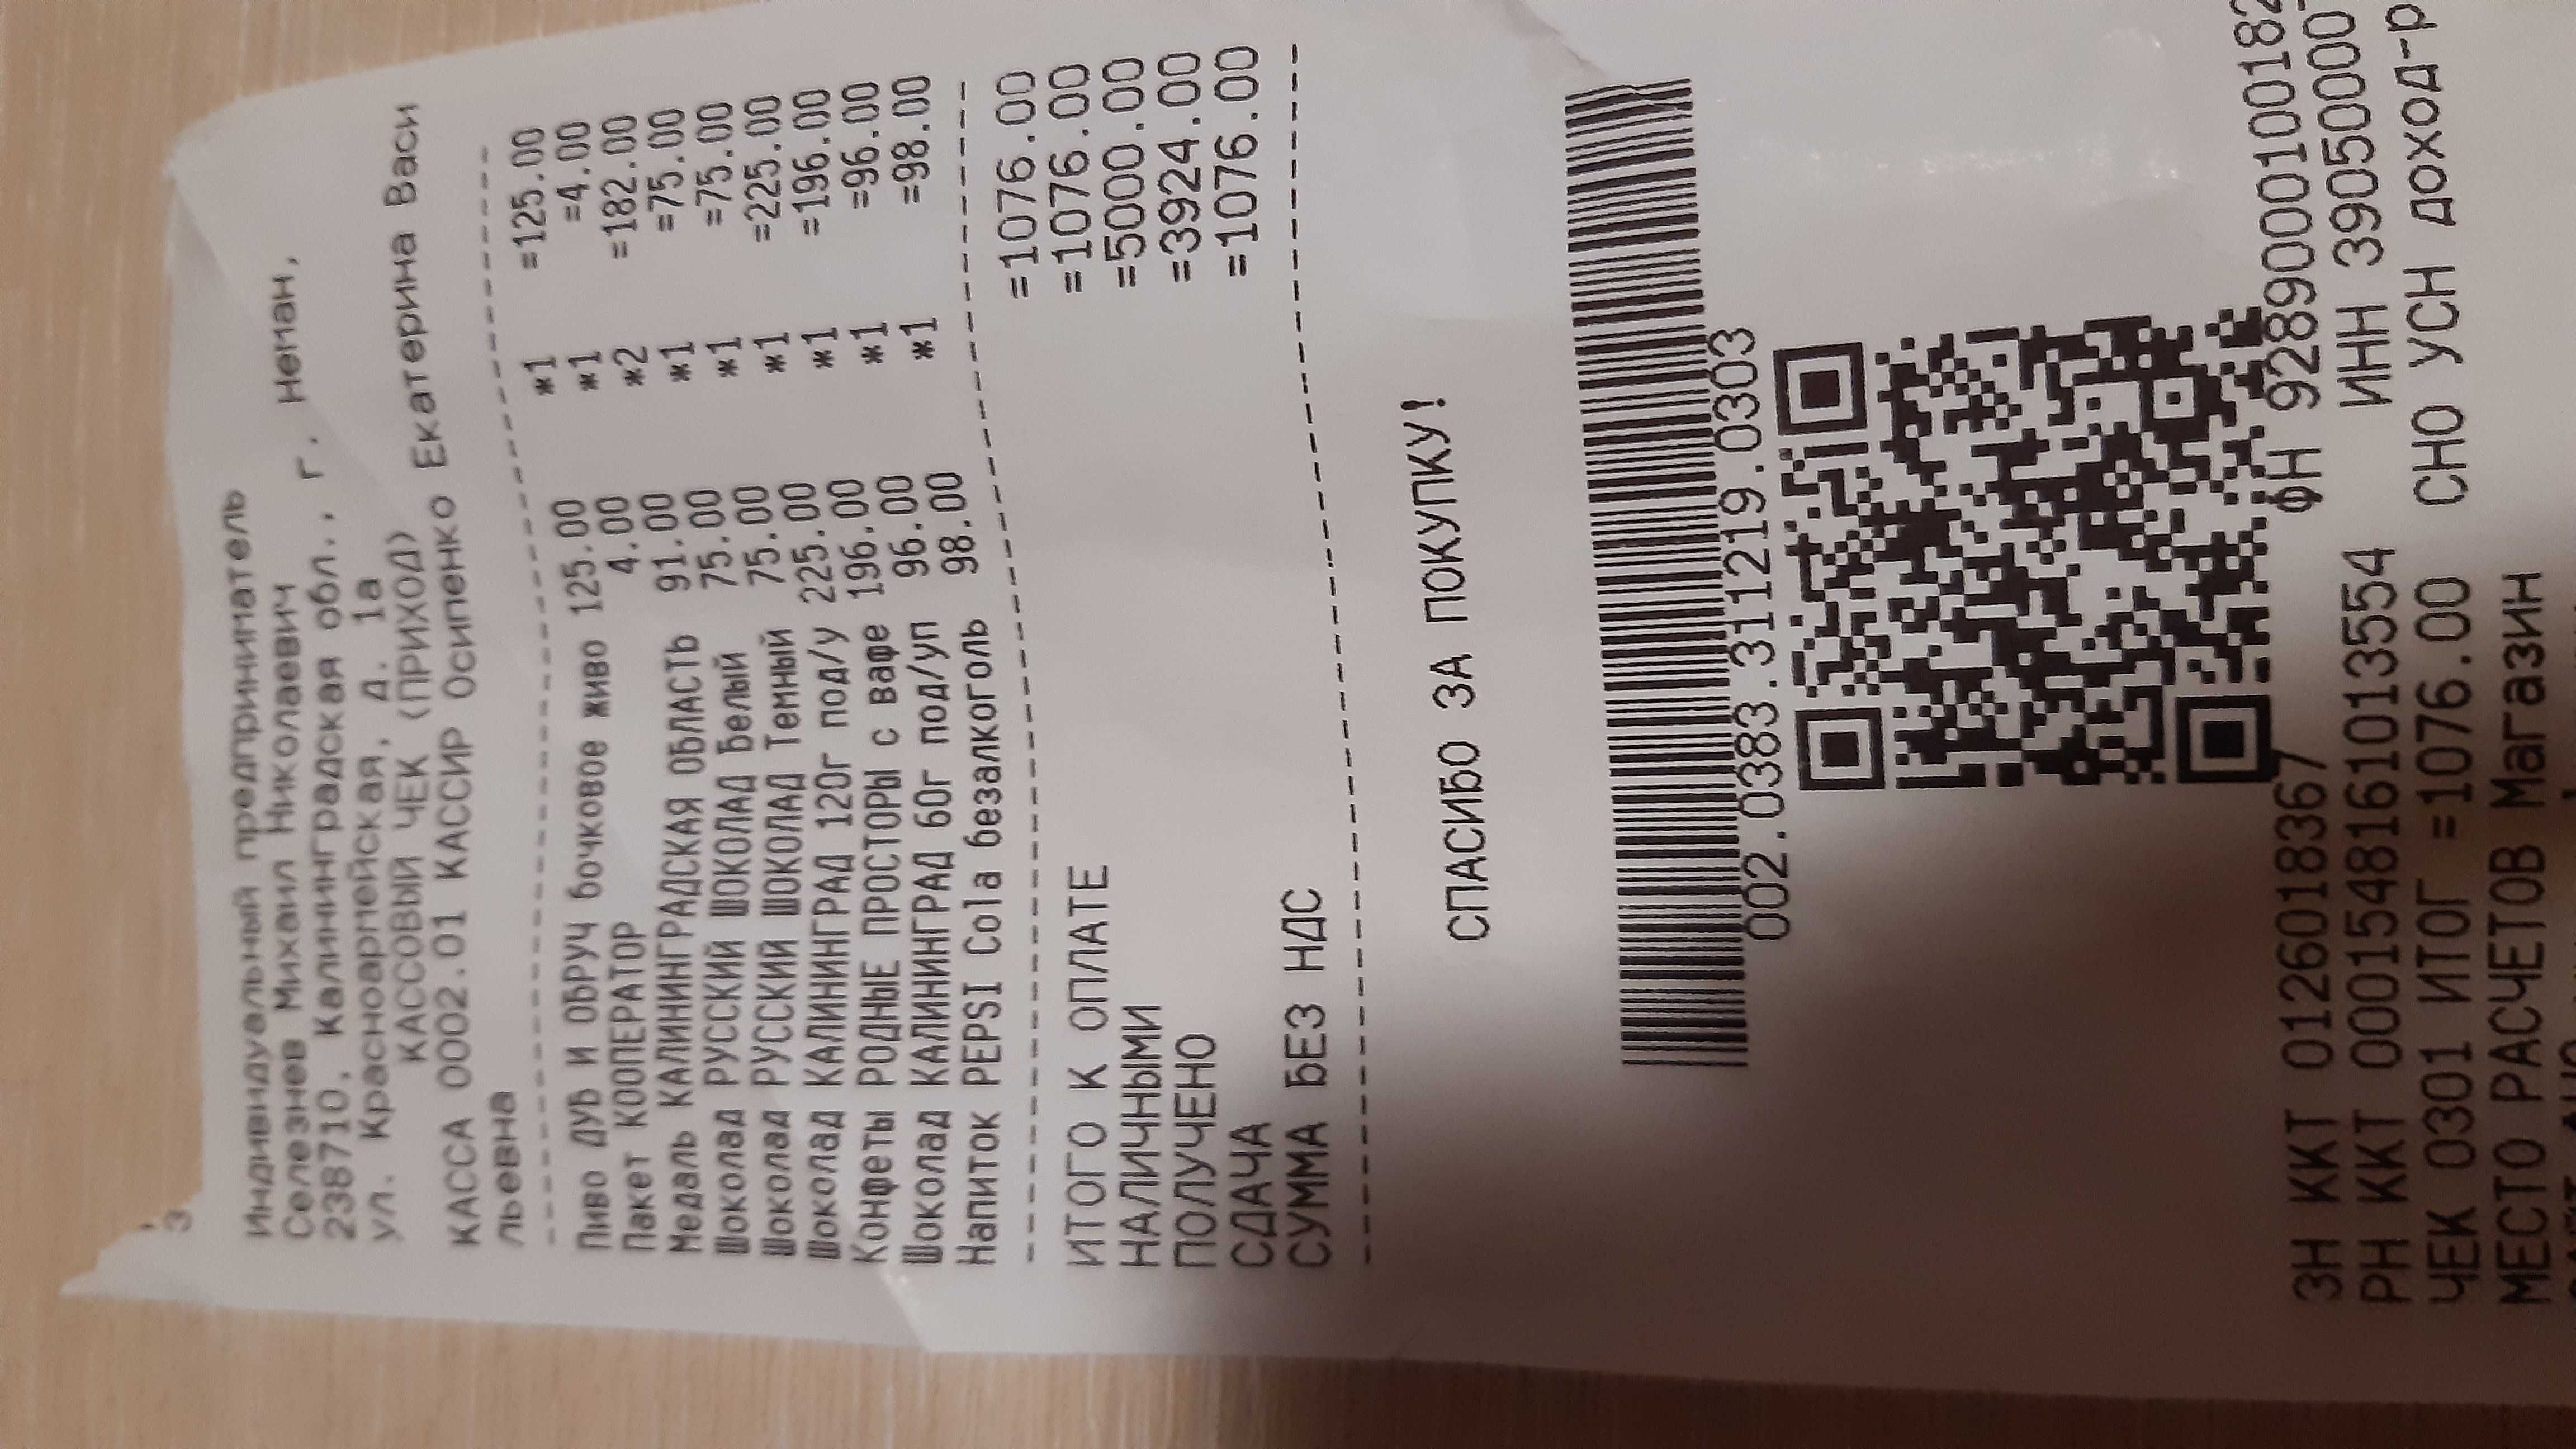 Индивидуальный предприниматель
Селезнев Михаил Николаевич
238710, Калининградская обл., г. Неман,
ул. Красноармейская, д. 1а
КАССОВЫЙ ЧЕК (ПРИХОД)
КАССА 0002.01 КАССИР Осипенко Екатерина Васи
льевна
Пиво ДУБ И ОБРУЧ бочковое живо 125.00 *1 =125.00
Пакет КООПЕРАТОР 4.00 *1 =4.00
Медаль КАЛИНИНГРАДСКАЯ ОБЛАСТЬ 91.00 *2 =182.00
Шоколад РУССКИЙ ШОКОЛАД Белый 75.00 *1 =75.00
Шоколад РУССКИЙ ШОКОЛАД Темный 75.00 *1 =75.00
Шоколад КАЛИНИНГРАД 120г под/у 225.00 *1 =225.00
Конфеты РОДНЫЕ ПРОСТОРЫ с вафе 196.00 *1 =196.00
Шоколад КАЛИНИНГРАД 60г под/уп 96.00 *1 =96.00
Напиток PEPSI Cola безалкоголь 98.00 *1 =98.00
ИТОГО К ОПЛАТЕ =1076.00
НАЛИЧНЫМИ =1076.00
ПОЛУЧЕНО =5000.00
СДАЧА =3924.00
СУММА БЕЗ НДС =1076.00
СПАСИБО ЗА ПОКУПКУ!
002.0383.311219.0303
ЗН ККТ 0126018367 ФН
РН ККТ 0001548161013554 ИНН
ЧЕК 0301 ИТОГ =1076.00 СНО УСН
МЕСТО РАСЧЕТОВ Магазин